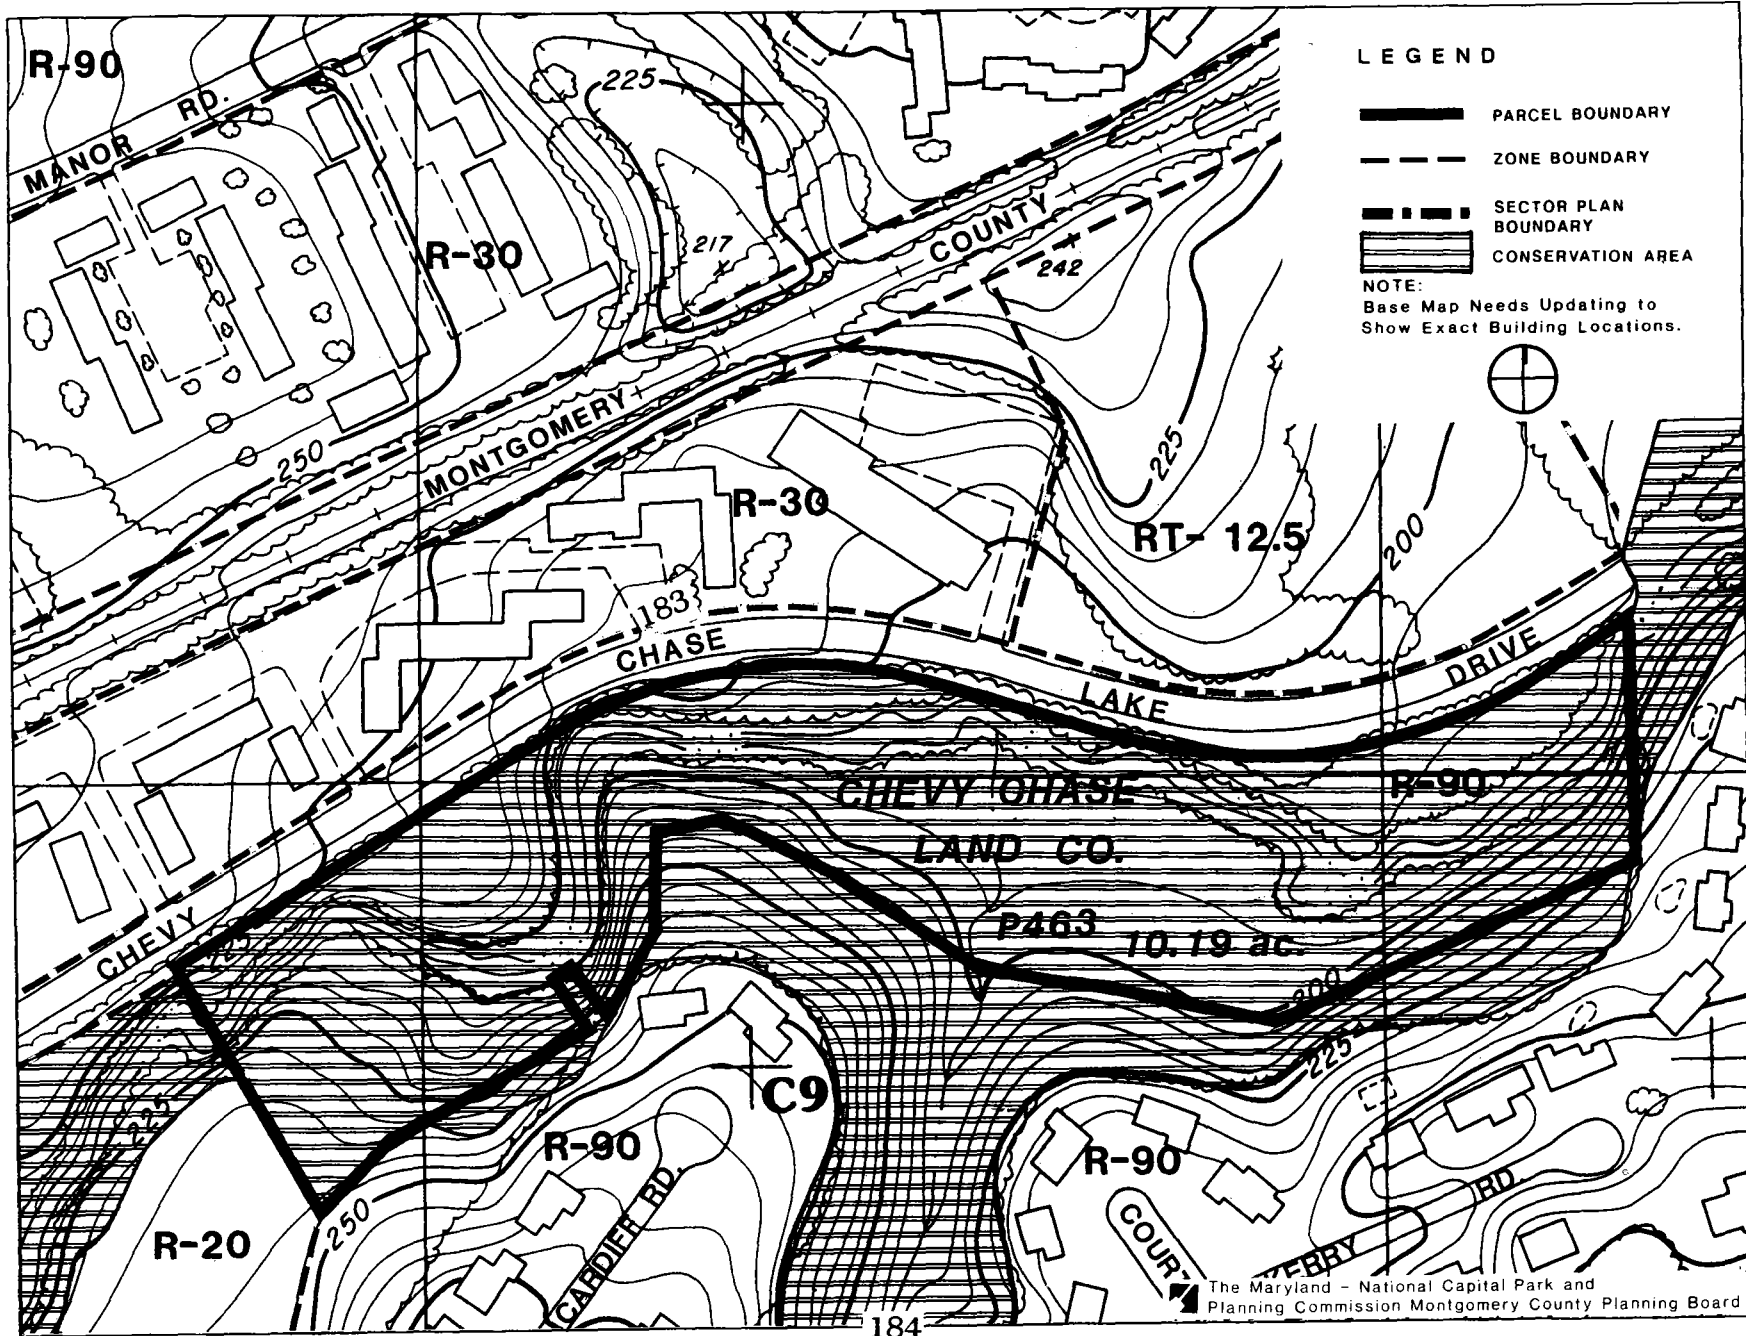 R-90
MANOR RD.
225
LEGEND
PARCEL BOUNDARY
ZONE BOUNDARY
SECTOR PLAN
BOUNDARY
CONSERVATION AREA
NOTE:
Base Map Needs Updating to
Show Exact Building Locations.
R-30
217
COUNTY
242
250
MONTGOMERY
225
R-30
RT- 12.5
200
183
CHASE
LAKE
DRIVE
CHEVY CHASE
R-90
LAND CO.
P463 10.19 ac.
CHEVY
200
225
225
C9
R-90
R-90
R-20
250
CARDIER RD.
COURT
KERRY
RD.
The Maryland - National Capital Park and
Planning Commission Montgomery County Planning Board
184